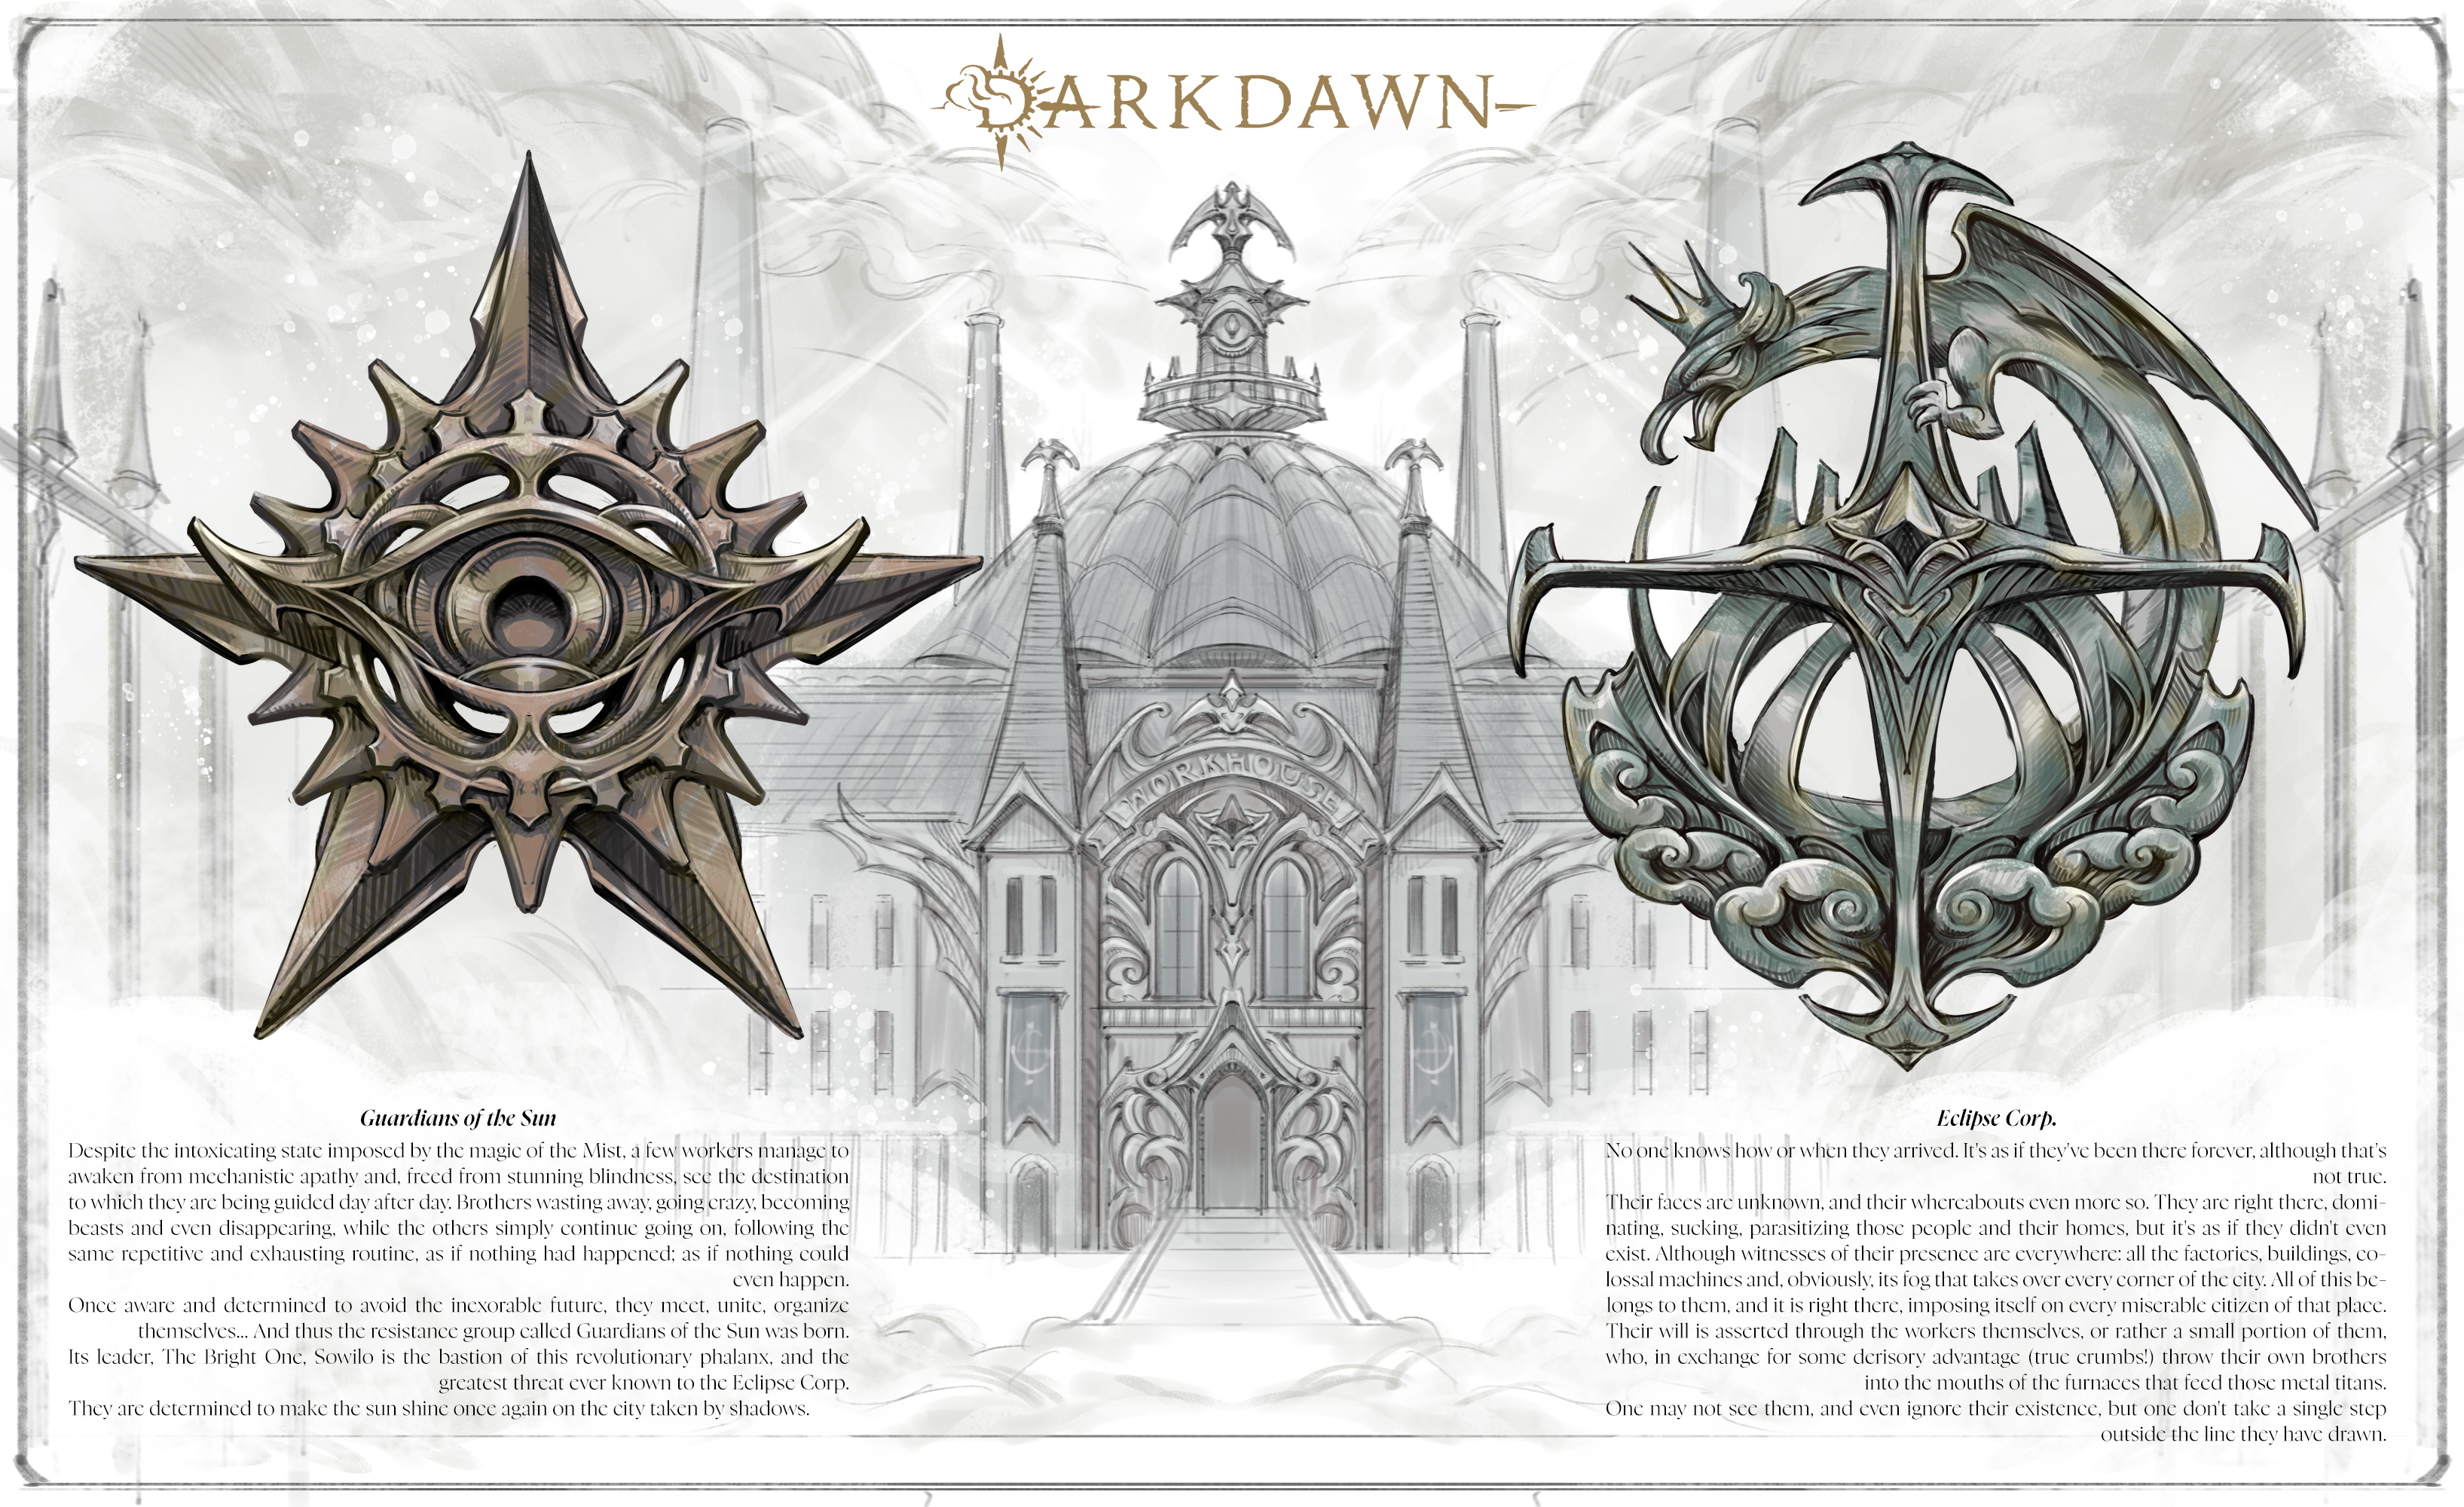 DARKDAWN
WORKHOUSE
Guardians of the Sun
Despite the intoxicating state imposed by the magic of the Mist, a few workers manage to
awaken from mechanistic apathy and, freed from stunning blindness, see the destination
to which they are being guided day after day. Brothers wasting away, going crazy, becoming
beasts and even disappearing, while the others simply continue going on, following the
same repetitive and exhausting routine, as if nothing had happened; as if nothing could
even happen.
Once aware and determined to avoid the inexorable future, they meet, unite, organize
themselves... And thus the resistance group called Guardians of the Sun was born.
Its leader, The Bright One, Sowilo is the bastion of this revolutionary phalanx, and the
greatest threat ever known to the Eclipse Corp.
They are determined to make the sun shine once again on the city taken by shadows.
Eclipse Corp.
No one knows how or when they arrived. It's as if they've been there forever, although that's
not true.
Their faces are unknown, and their whereabouts even more so. They are right there, domi-
nating, sucking, parasitizing those people and their homes, but it's as if they didn't even
exist. Although witnesses of their presence are everywhere: all the factories, buildings, co-
lossal machines and, obviously, its fog that takes over every corner of the city. All of this be-
longs to them, and it is right there, imposing itself on every miserable citizen of that place.
Their will is asserted through the workers themselves, or rather a small portion of them,
who, in exchange for some derisory advantage (true crumbs!) throw their own brothers
into the mouths of the furnaces that feed those metal titans.
One may not see them, and even ignore their existence, but one don't take a single step
outside the line they have drawn.